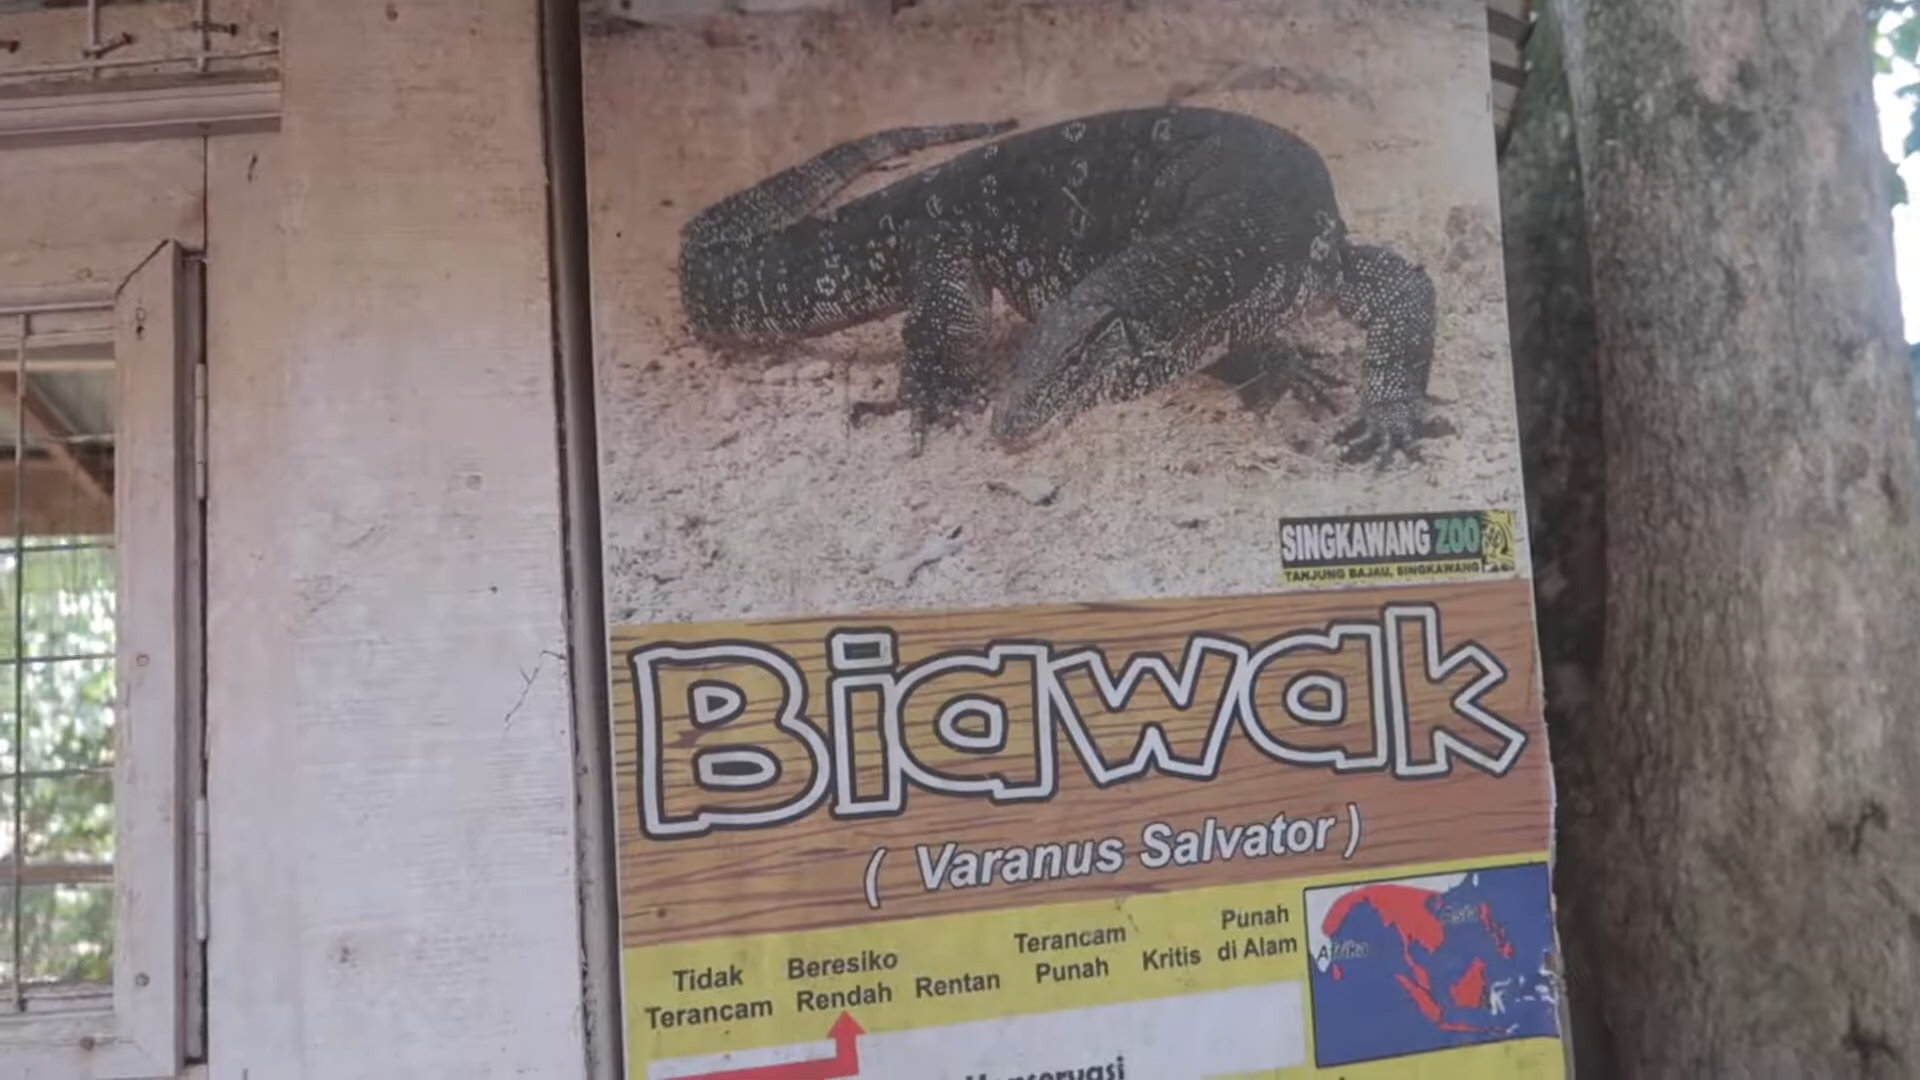 SINGKAWANG ZOO
TANJUNG BAJAU, SINGKAWANG
Biawak
( Varanus Salvator )
Tidak Terancam
Beresiko Rendah
Rentan
Terancam Punah
Kritis
Punah di Alam
Afrika
Asia